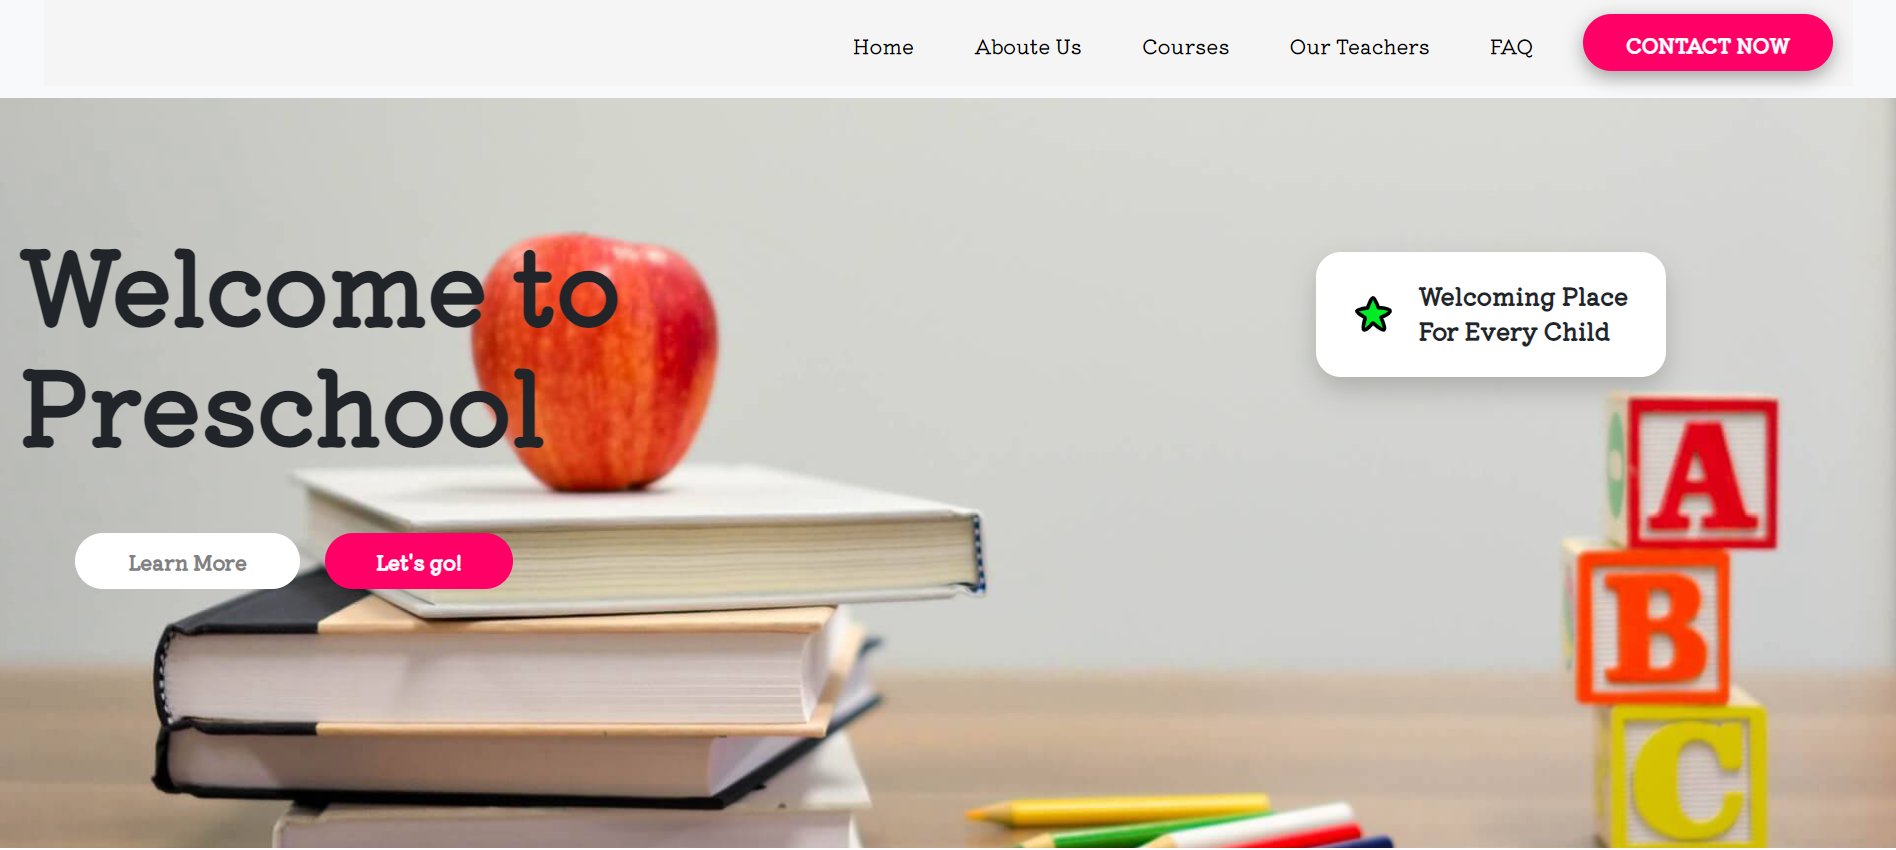 Home Aboute Us Courses Our Teachers FAQ CONTACT NOW
Welcome to
Preschool
Welcoming Place
For Every Child
Learn More Let's go!
A
B
C